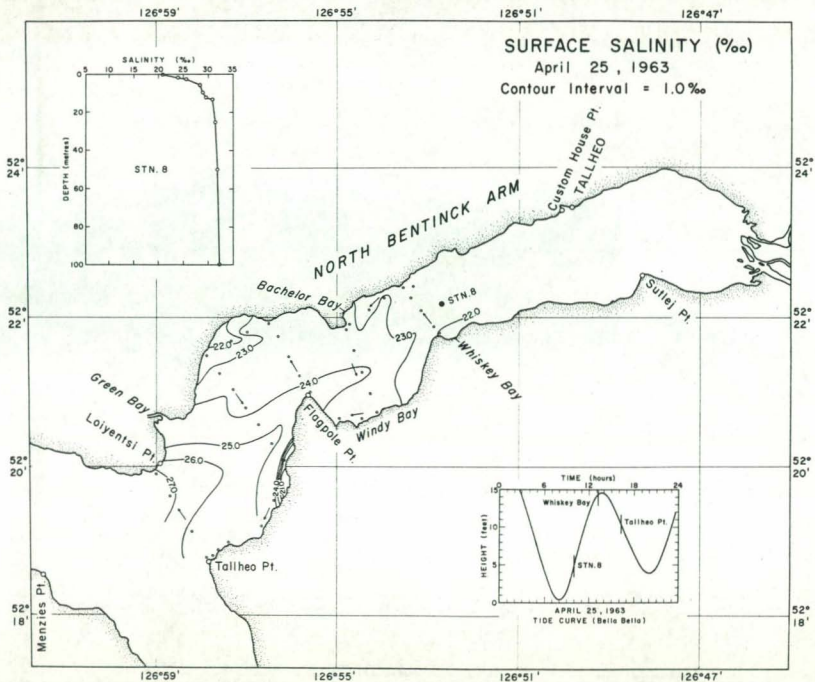 126°59' 126°55' 126°51' 126°47'
SURFACE SALINITY (‰)
April 25, 1963
Contour Interval = 1.0‰
SALINITY (‰)
5 10 15 20 25 30 35
0
20
40
60
80
100
DEPTH (metres)
STN. 8
52° 24'
52° 24'
Custom House Pt.
TALLHEO
NORTH BENTINCK ARM
Bachelor Bay
STN. 8
Sutlej Pt.
52° 22'
52° 22'
22.0
23.0
23.0
22.0
24.0
Whiskey Bay
Green Bay
Flagpole Pt.
Windy Bay
Loiyentsi Pt.
25.0
26.0
27.0
24.0
21.0
52° 20'
52° 20'
Tallheo Pt.
Menzies Pt.
TIME (hours)
0 6 12 18 24
Whiskey Bay
Tallheo Pt.
STN. 8
15
10
5
0
HEIGHT (feet)
APRIL 25, 1963
TIDE CURVE (Bella Bella)
52° 18'
52° 18'
126°59' 126°55' 126°51' 126°47'